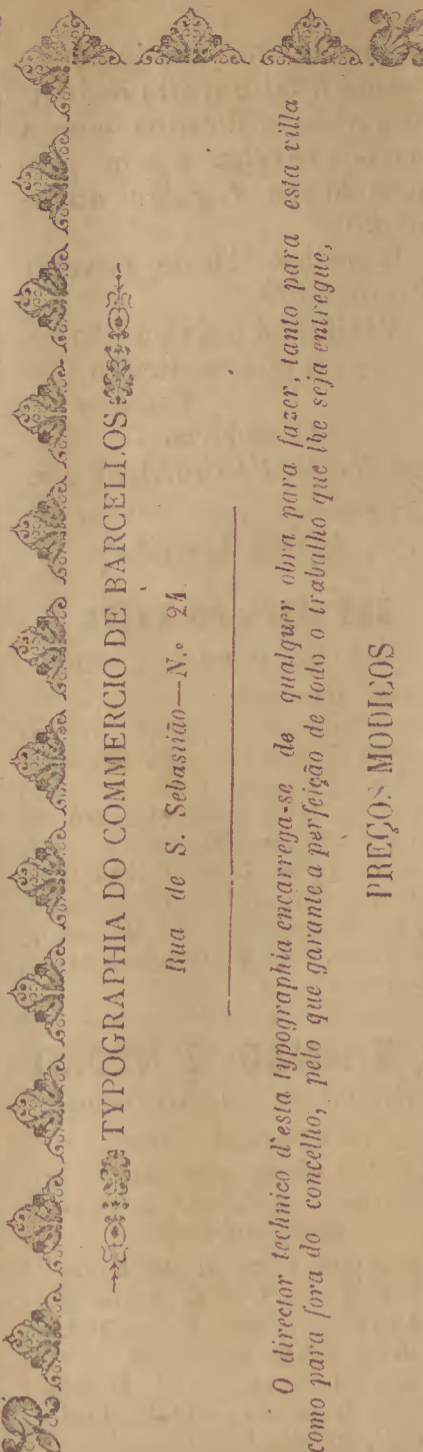 TYPOGRAPHIA DO COMMERCIO DE BARCELLOS
Rua de S. Sebastião—N.º 24
O director technico d'esta typographia encarrega-se de qualquer obra para fazer, tanto para esta villa
como para fora do concelho, pelo que garante a perfeição de todo o trabalho que lhe seja entregue,
PREÇOS MODICOS